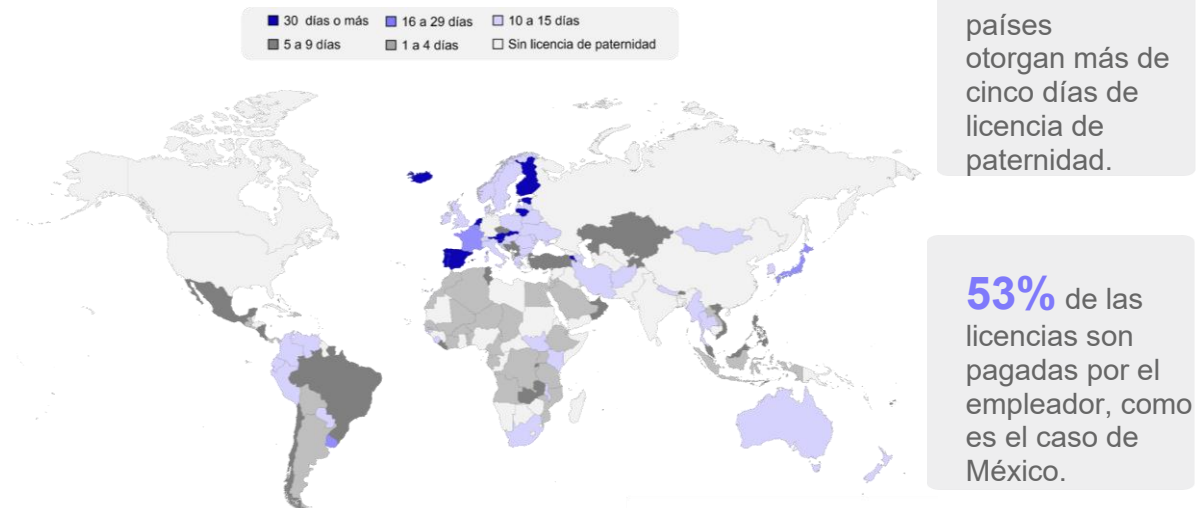 30 días o más 16 a 29 días 10 a 15 días
5 a 9 días 1 a 4 días Sin licencia de paternidad
países
otorgan más de
cinco días de
licencia de
paternidad.
53% de las
licencias son
pagadas por el
empleador, como
es el caso de
México.